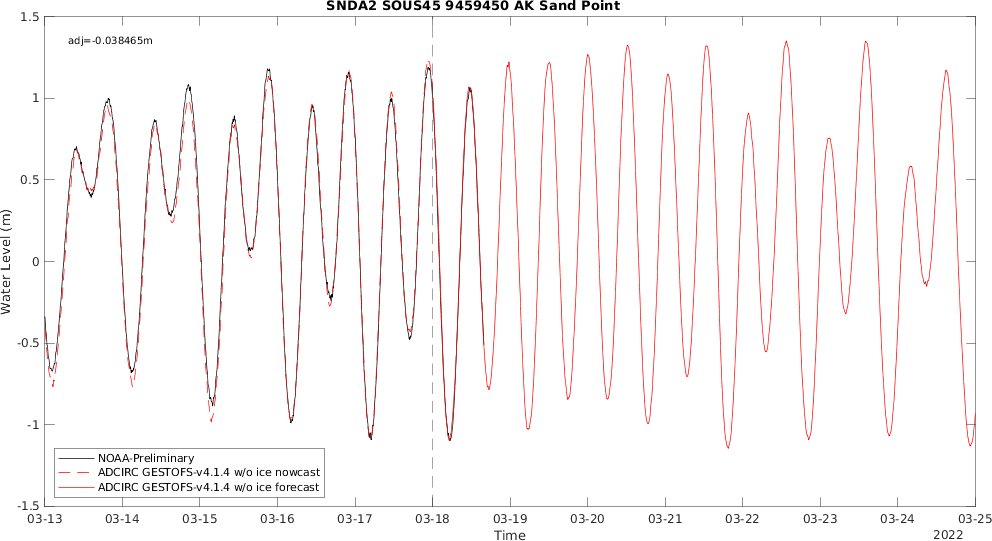 SNDA2 SOUS45 9459450 AK Sand Point
adj=-0.038465m
1.5
1
0.5
0
-0.5
-1
-1.5
Water Level (m)
NOAA-Preliminary
ADCIRC GESTOFS-v4.1.4 w/o ice nowcast
ADCIRC GESTOFS-v4.1.4 w/o ice forecast
03-13 03-14 03-15 03-16 03-17 03-18 03-19 03-20 03-21 03-22 03-23 03-24 03-25
Time
2022